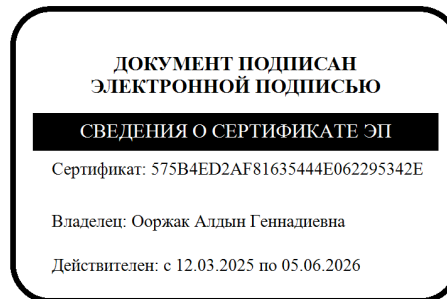 ДОКУМЕНТ ПОДПИСАН
ЭЛЕКТРОННОЙ ПОДПИСЬЮ
СВЕДЕНИЯ О СЕРТИФИКАТЕ ЭП
Сертификат: 575B4ED2AF81635444E062295342E
Владелец: Ооржак Алдын Геннадиевна
Действителен: с 12.03.2025 по 05.06.2026